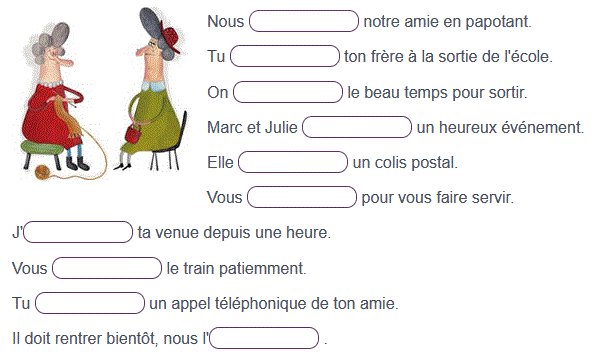 Nous notre amie en papotant.
Tu ton frère à la sortie de l'école.
On le beau temps pour sortir.
Marc et Julie un heureux événement.
Elle un colis postal.
Vous pour vous faire servir.
J' ta venue depuis une heure.
Vous le train patiemment.
Tu un appel téléphonique de ton amie.
Il doit rentrer bientôt, nous l' .